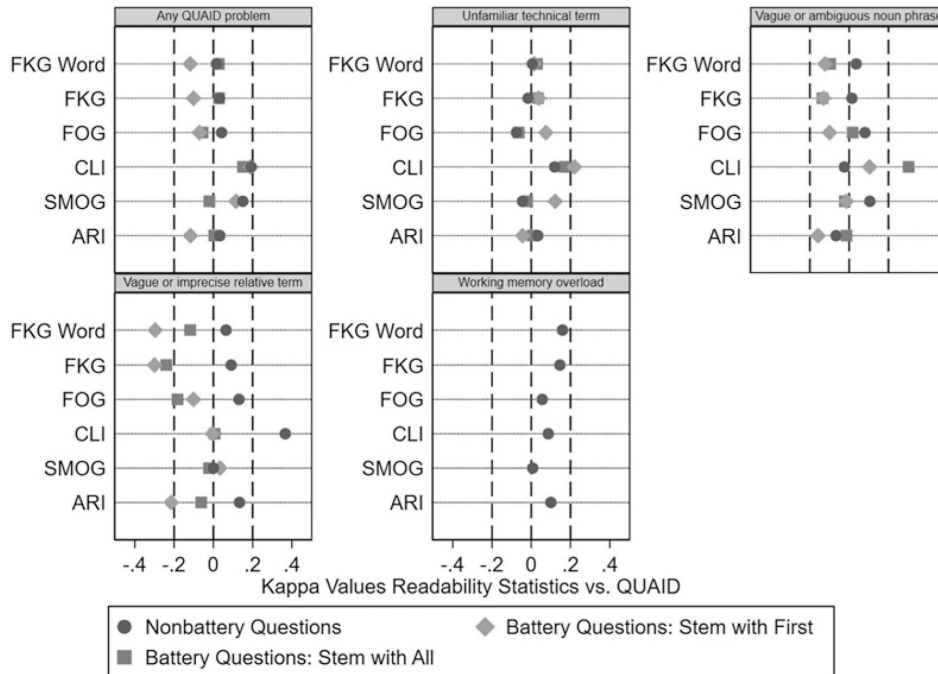 Any QUAID problem
Unfamiliar technical term
Vague or ambiguous noun phrase
FKG Word
FKG
FOG
CLI
SMOG
ARI
FKG Word
FKG
FOG
CLI
SMOG
ARI
FKG Word
FKG
FOG
CLI
SMOG
ARI
Vague or imprecise relative term
Working memory overload
FKG Word
FKG
FOG
CLI
SMOG
ARI
FKG Word
FKG
FOG
CLI
SMOG
ARI
-.4 -.2 0 .2 .4
-.4 -.2 0 .2 .4
Kappa Values Readability Statistics vs. QUAID
Nonbattery Questions
Battery Questions: Stem with First
Battery Questions: Stem with All